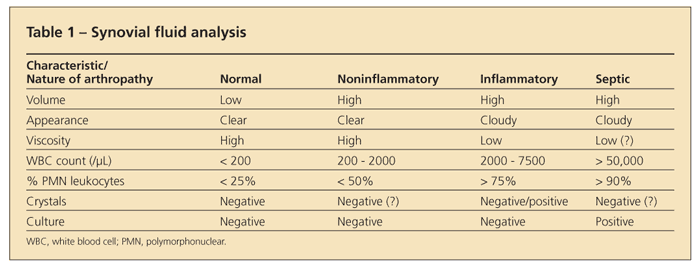 Table 1 – Synovial fluid analysis
Characteristic/
Nature of arthropathy Normal Noninflammatory Inflammatory Septic
Volume Low High High High
Appearance Clear Clear Cloudy Cloudy
Viscosity High High Low Low (?)
WBC count (/µL) < 200 200 - 2000 2000 - 7500 > 50,000
% PMN leukocytes < 25% < 50% > 75% > 90%
Crystals Negative Negative (?) Negative/positive Negative (?)
Culture Negative Negative Negative Positive
WBC, white blood cell; PMN, polymorphonuclear.